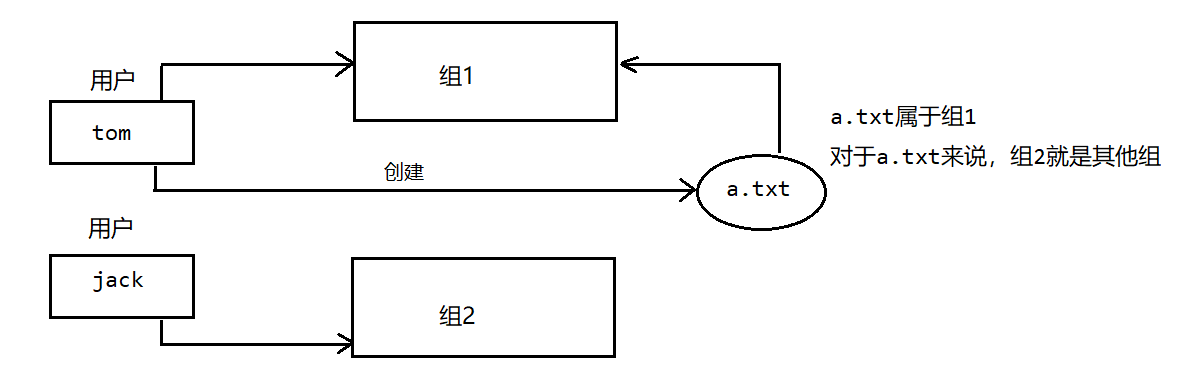 用户
tom
组1
创建
a.txt
a.txt属于组1
对于a.txt来说，组2就是其他组
用户
jack
组2